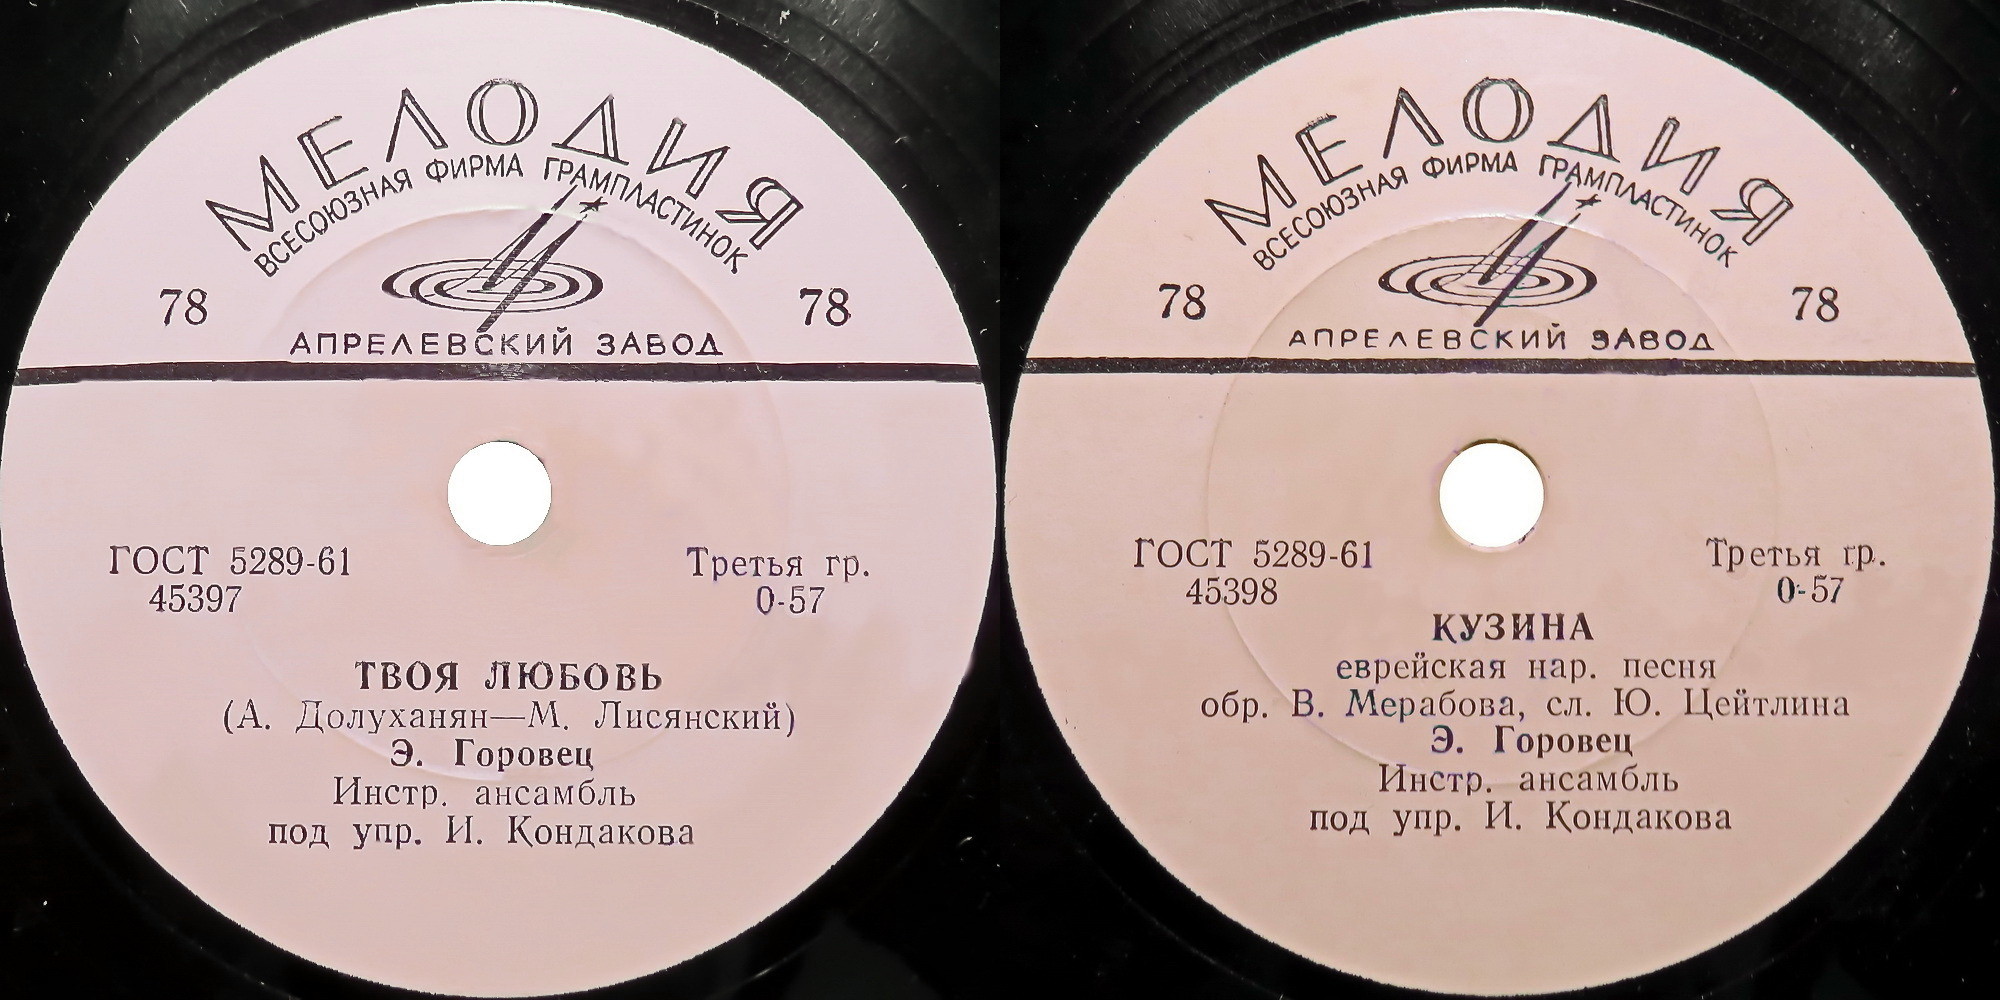 МЕЛОДИЯ
ВСЕСОЮЗНАЯ ФИРМА ГРАМПЛАСТИНОК
78 78
АПРЕЛЕВСКИЙ ЗАВОД
ГОСТ 5289-61 Третья гр.
45397 0-57
ТВОЯ ЛЮБОВЬ
(А. Долуханян—М. Лисянский)
Э. Горовец
Инстр. ансамбль
под упр. И. Кондакова
МЕЛОДИЯ
ВСЕСОЮЗНАЯ ФИРМА ГРАМПЛАСТИНОК
78 78
АПРЕЛЕВСКИЙ ЗАВОД
ГОСТ 5289-61 Третья гр.
45398 0-57
КУЗИНА
еврейская нар. песня
обр. В. Мерабова, сл. Ю. Цейтлина
Э. Горовец
Инстр. ансамбль
под упр. И. Кондакова